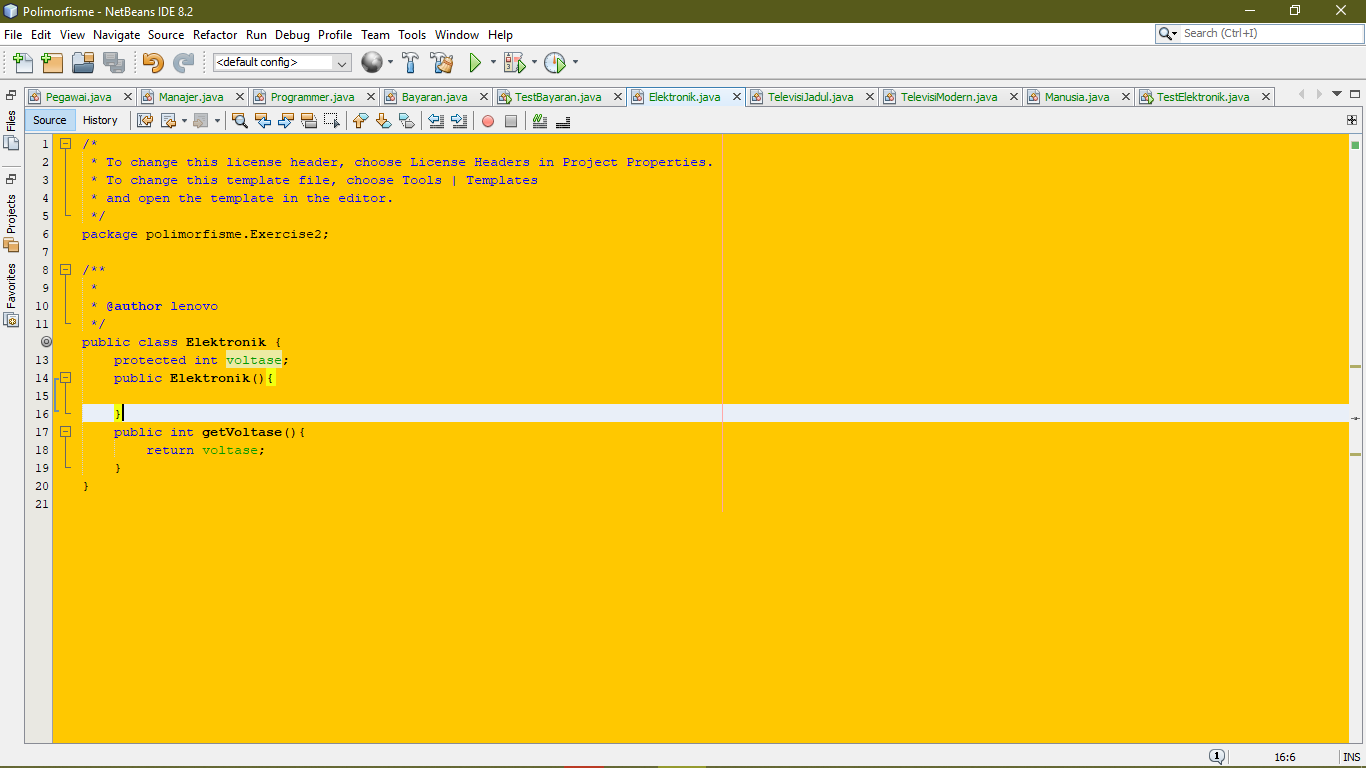 Polimorfisme - NetBeans IDE 8.2
File Edit View Navigate Source Refactor Run Debug Profile Team Tools Window Help
Search (Ctrl+I)
<default config>
Pegawai.java Manajer.java Programmer.java Bayaran.java TestBayaran.java Elektronik.java TelevisiJadul.java TelevisiModern.java Manusia.java TestElektronik.java
Source History
Files
Projects
Favorites
1 /*
2 * To change this license header, choose License Headers in Project Properties.
3 * To change this template file, choose Tools | Templates
4 * and open the template in the editor.
5 */
6 package polimorfisme.Exercise2;
7
8 /**
9 *
10 * @author lenovo
11 */
public class Elektronik {
13 protected int voltase;
14 public Elektronik(){
15
16 }
17 public int getVoltase(){
18 return voltase;
19 }
20 }
21
1 16:6 INS